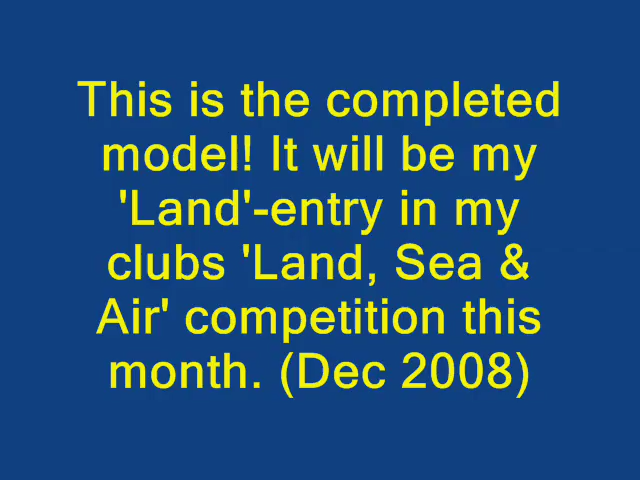 This is the completed
model! It will be my
'Land'-entry in my
clubs 'Land, Sea &
Air' competition this
month. (Dec 2008)